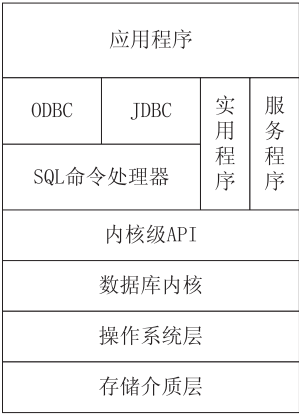 应用程序
ODBC
JDBC
实用程序
服务程序
SQL命令处理器
内核级API
数据库内核
操作系统层
存储介质层